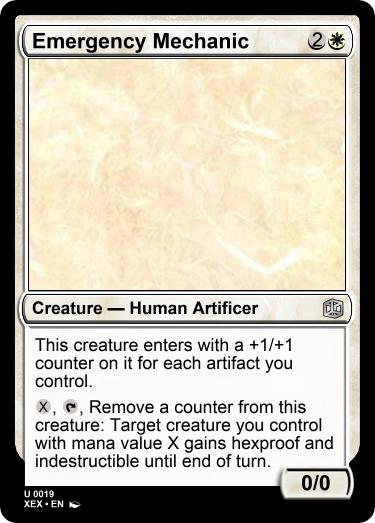 Emergency Mechanic 2
Creature — Human Artificer
This creature enters with a +1/+1
counter on it for each artifact you
control.
X, , Remove a counter from this
creature: Target creature you control
with mana value X gains hexproof and
indestructible until end of turn.
0/0
U 0019
XEX • EN